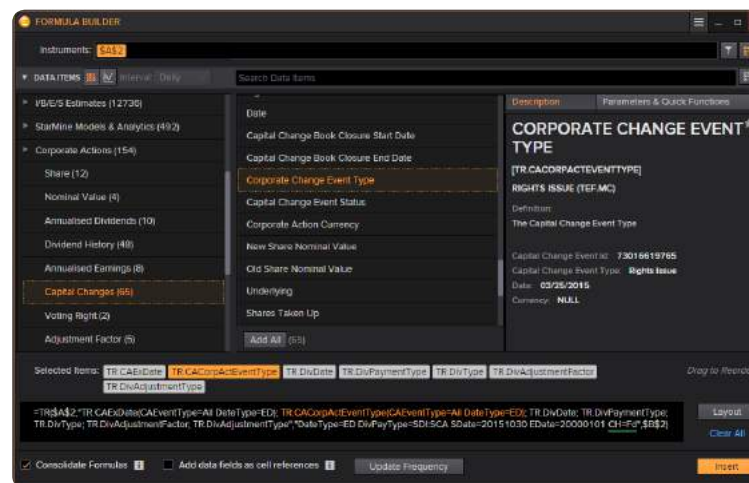 FORMULA BUILDER
Instruments: $A$2
DATA ITEMS Interval: Daily
Search Data Items
I/B/E/S Estimates (12736)
StarMine Models & Analytics (492)
Corporate Actions (154)
Share (12)
Nominal Value (4)
Annualised Dividends (10)
Dividend History (48)
Annualised Earnings (8)
Capital Changes (65)
Voting Right (2)
Adjustment Factor (5)
Date
Capital Change Book Closure Start Date
Capital Change Book Closure End Date
Corporate Change Event Type
Capital Change Event Status
Corporate Action Currency
New Share Nominal Value
Old Share Nominal Value
Underlying
Shares Taken Up
Add All (65)
Description Parameters & Quick Functions
CORPORATE CHANGE EVENT
TYPE
[TR.CACORPACTEVENTTYPE]
RIGHTS ISSUE (TEF.MC)
Definition:
The Capital Change Event Type
Capital Change Event Id: 73016619765
Capital Change Event Type: Rights Issue
Date: 03/25/2015
Currency: NULL
Selected Items: TR.CAExDate TR.CACorpActEventType TR.DivDate TR.DivPaymentType TR.DivType TR.DivAdjustmentFactor
TR.DivAdjustmentType
Drag to Reorde
=TR($A$2,"TR.CAExDate(CAEventType=All DateType=ED); TR.CACorpActEventType(CAEventType=All DateType=ED); TR.DivDate; TR.DivPaymentType;
TR.DivType; TR.DivAdjustmentFactor; TR.DivAdjustmentType","DateType=ED DivPayType=SDI:SCA SDate=20151030 EDate=20000101 CH=Fd",$B$2)
Layout
Clear All
Consolidate Formulas Add data fields as cell references Update Frequency Insert